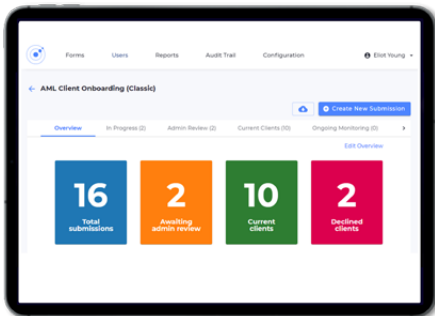 Forms Users Reports Audit Trail Configuration Eliot Young
AML Client Onboarding (Classic)
Create New Submission
Overview In Progress (2) Admin Review (2) Current Clients (10) Ongoing Monitoring (0)
Edit Overview
16 2 10 2
Total submissions Awaiting admin review Current clients Declined clients